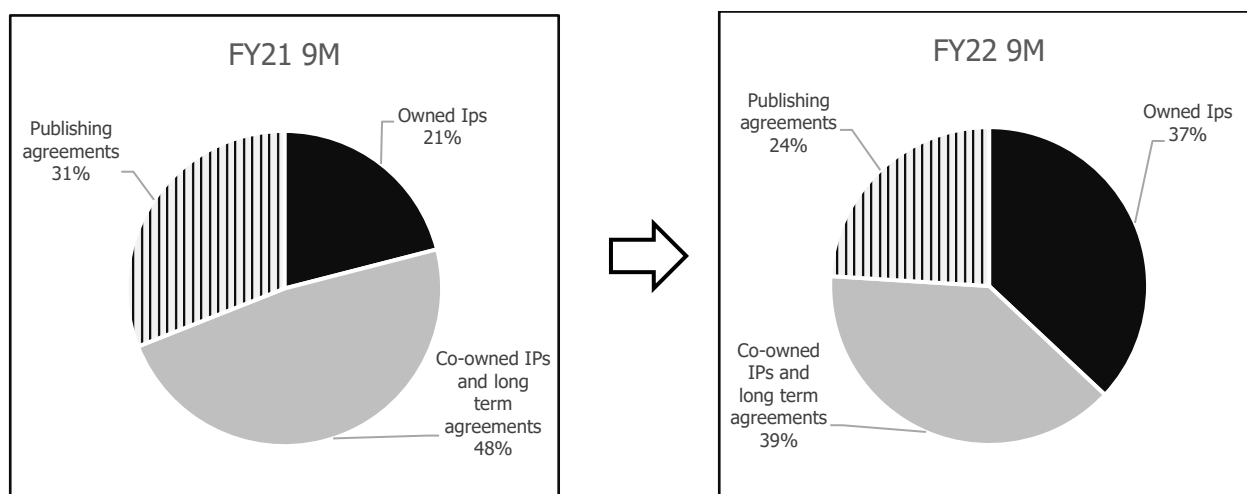 FY21 9M
Owned Ips
21%
Publishing
agreements
31%
Co-owned IPs
and long
term
agreements
48%
FY22 9M
Publishing
agreements
24%
Owned Ips
37%
Co-owned
IPs and
long term
agreements
39%